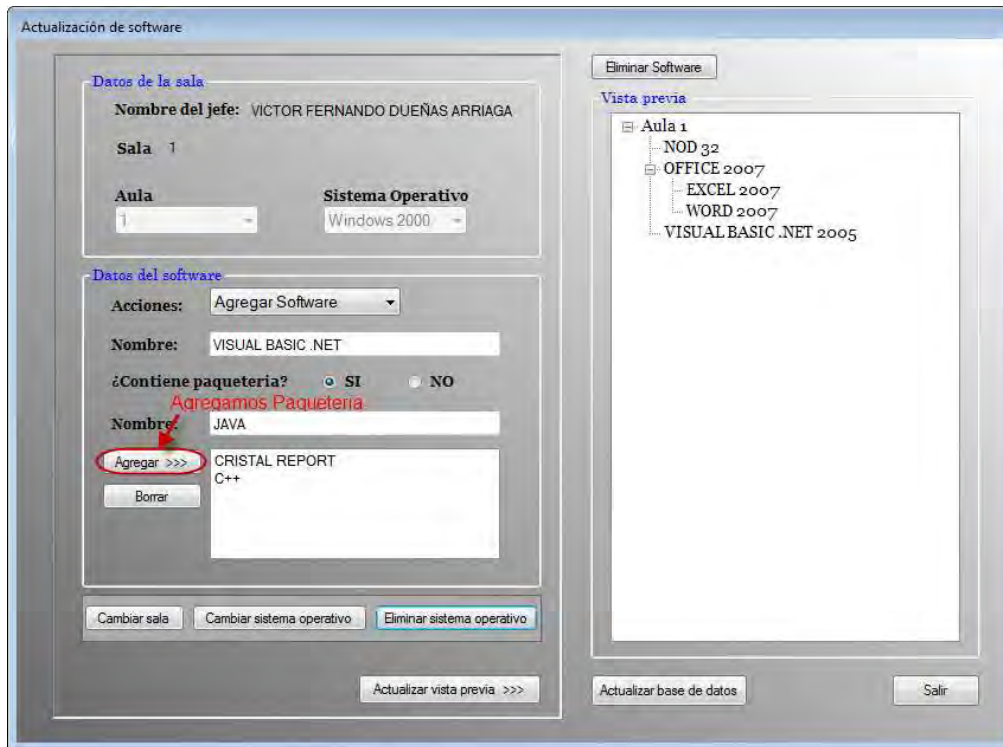 Actualización de software
Datos de la sala
Nombre del jefe: VICTOR FERNANDO DUEÑAS ARRIAGA
Sala 1
Aula
Sistema Operativo
1
Windows 2000
Datos del software
Acciones: Agregar Software
Nombre: VISUAL BASIC .NET
¿Contiene paqueteria? SI NO
Agregamos Paqueteria
Nombre: JAVA
Agregar >>>
CRISTAL REPORT
C++
Borrar
Cambiar sala
Cambiar sistema operativo
Eliminar sistema operativo
Actualizar vista previa >>>
Eliminar Software
Vista previa
Aula 1
NOD 32
OFFICE 2007
EXCEL 2007
WORD 2007
VISUAL BASIC .NET 2005
Actualizar base de datos
Salir